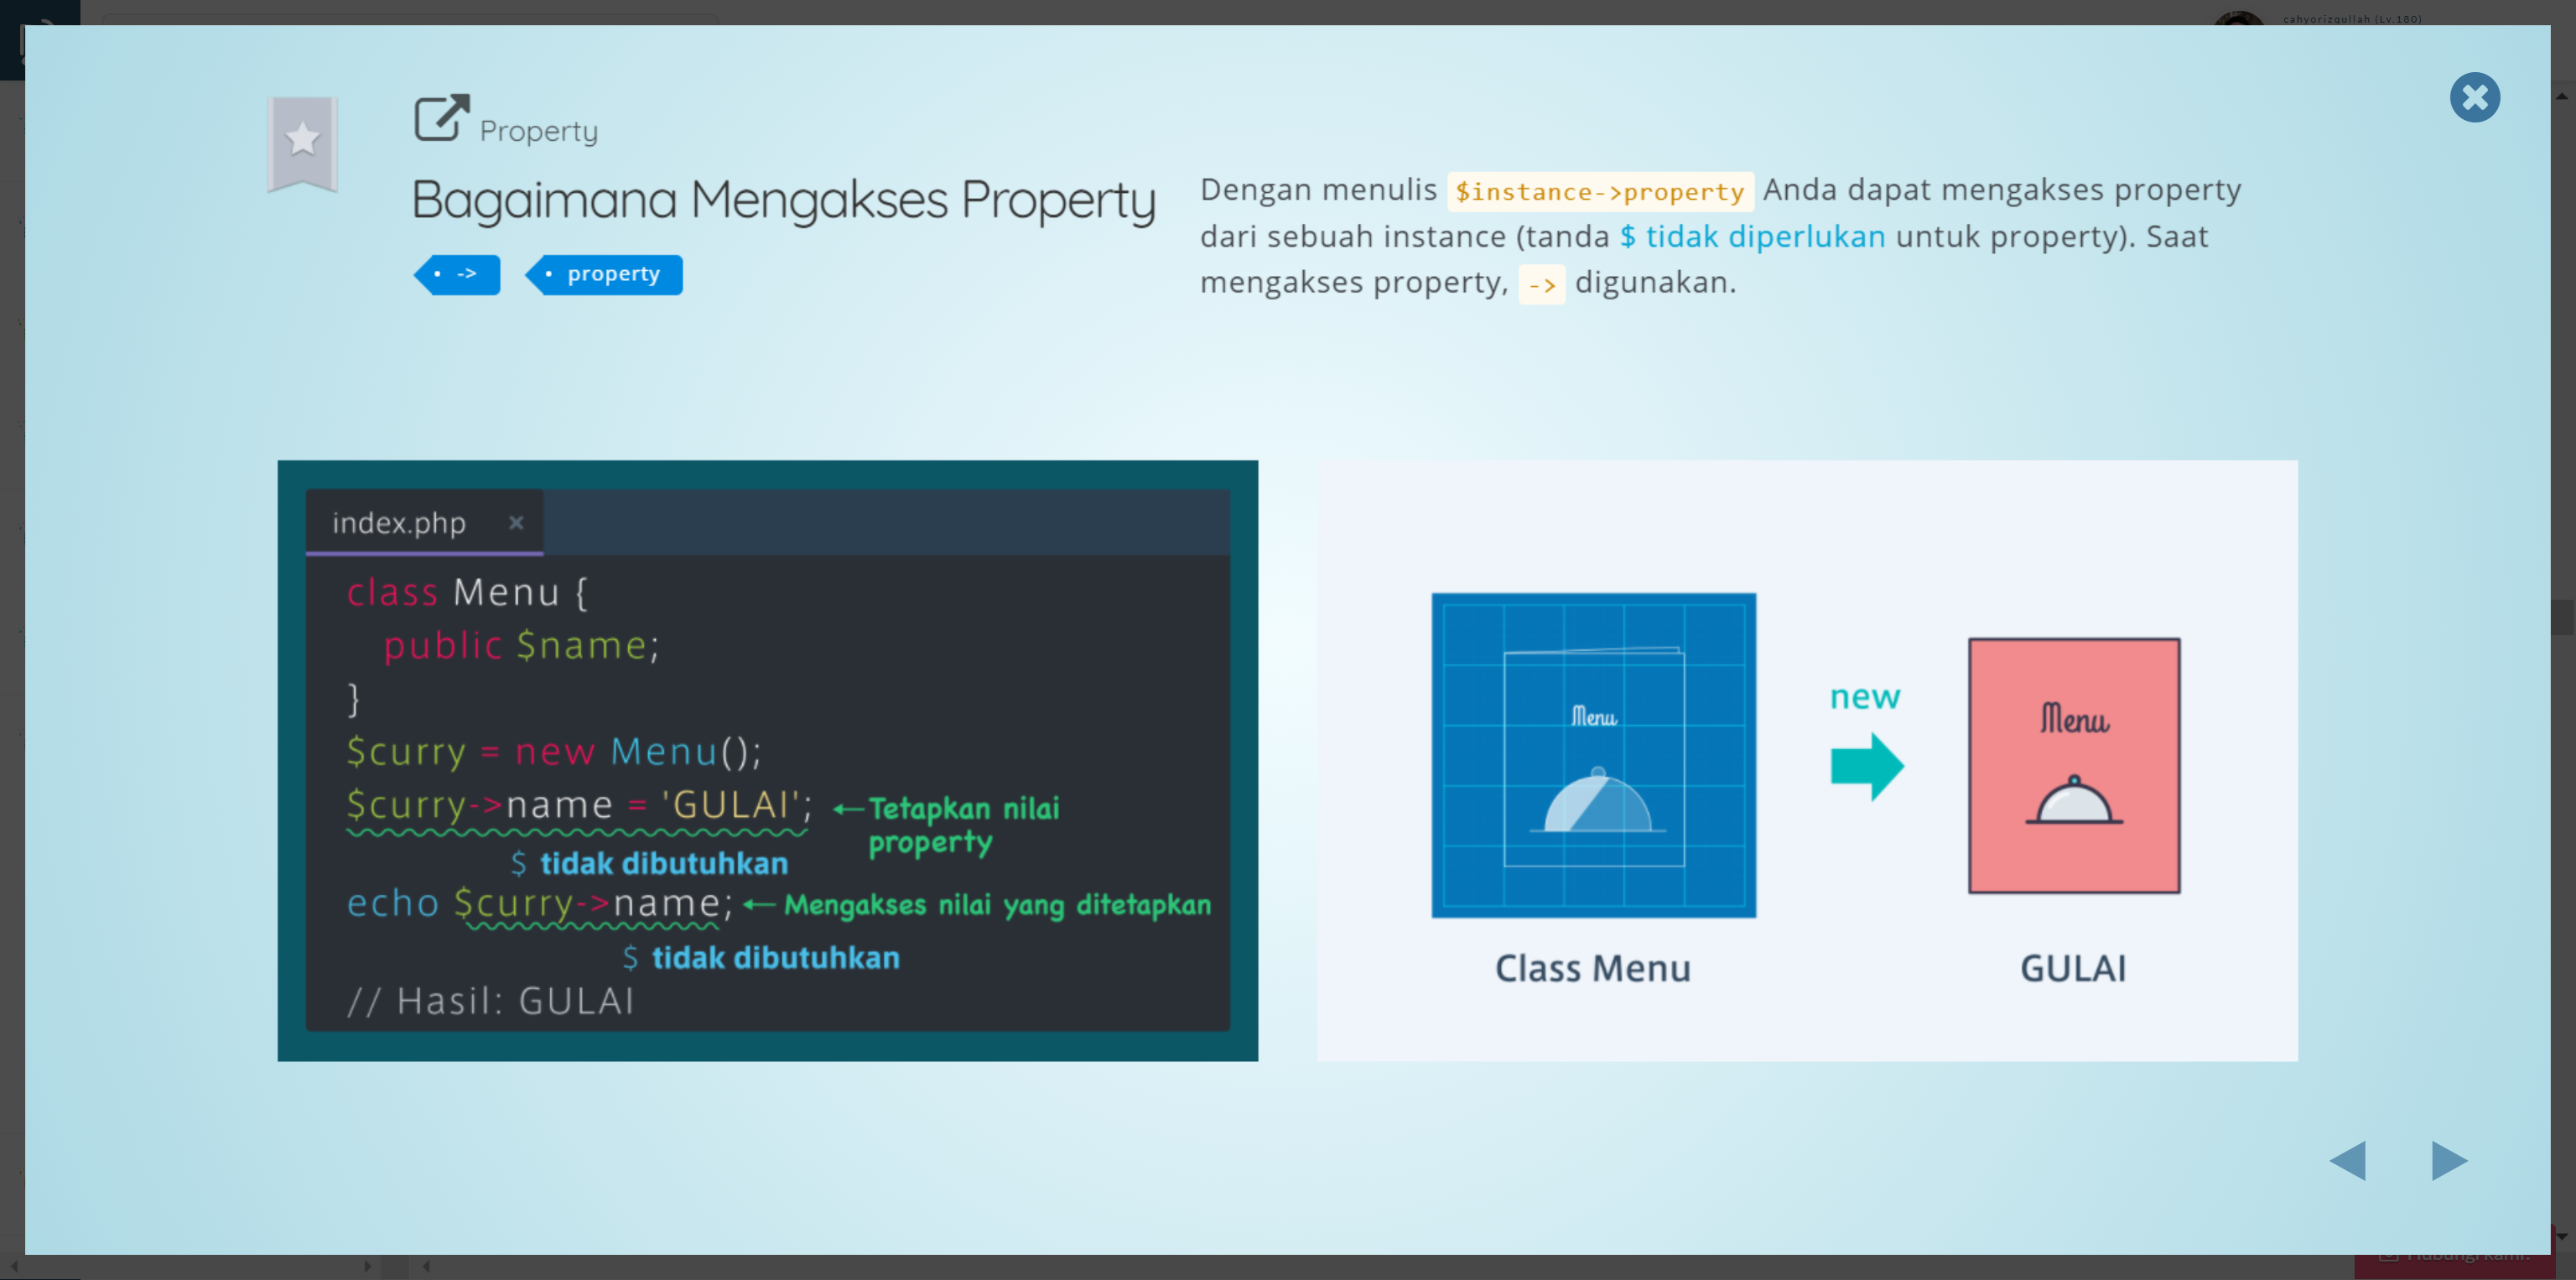 cahyorizqullah (Lv.180)
Property
Bagaimana Mengakses Property
->
property
Dengan menulis $instance->property Anda dapat mengakses property
dari sebuah instance (tanda $ tidak diperlukan untuk property). Saat
mengakses property, -> digunakan.
index.php ×
class Menu {
public $name;
}
$curry = new Menu();
$curry->name = 'GULAI'; ←Tetapkan nilai
property
$ tidak dibutuhkan
echo $curry->name; ← Mengakses nilai yang ditetapkan
$ tidak dibutuhkan
// Hasil: GULAI
Menu
new
Menu
Class Menu
GULAI
Hubungi kami